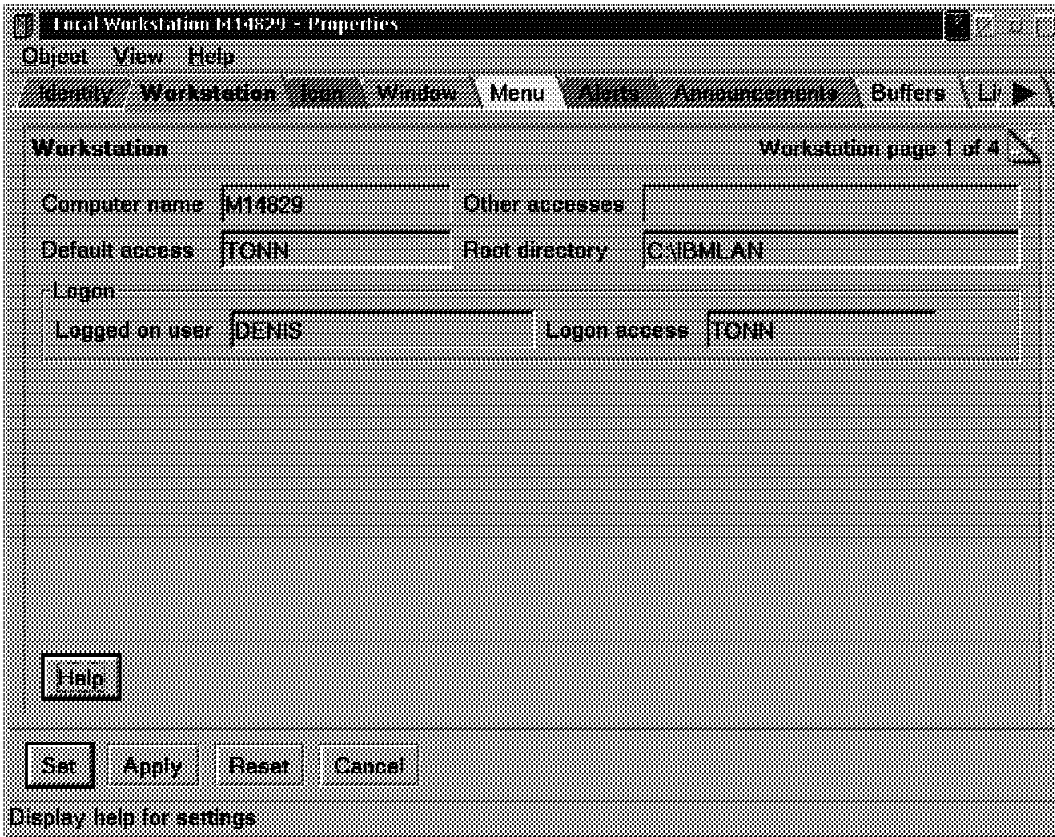 Local Workstation M14829 - Properties
Object View Help
Identity Workstation Icon Window Menu Alerts Announcements Buffers Li
Workstation Workstation page 1 of 4
Computer name M14829 Other accesses
Default access TONN Root directory C:\IBMLAN
Logon
Logged on user DENIS Logon access TONN
Help
Set Apply Reset Cancel
Display help for settings